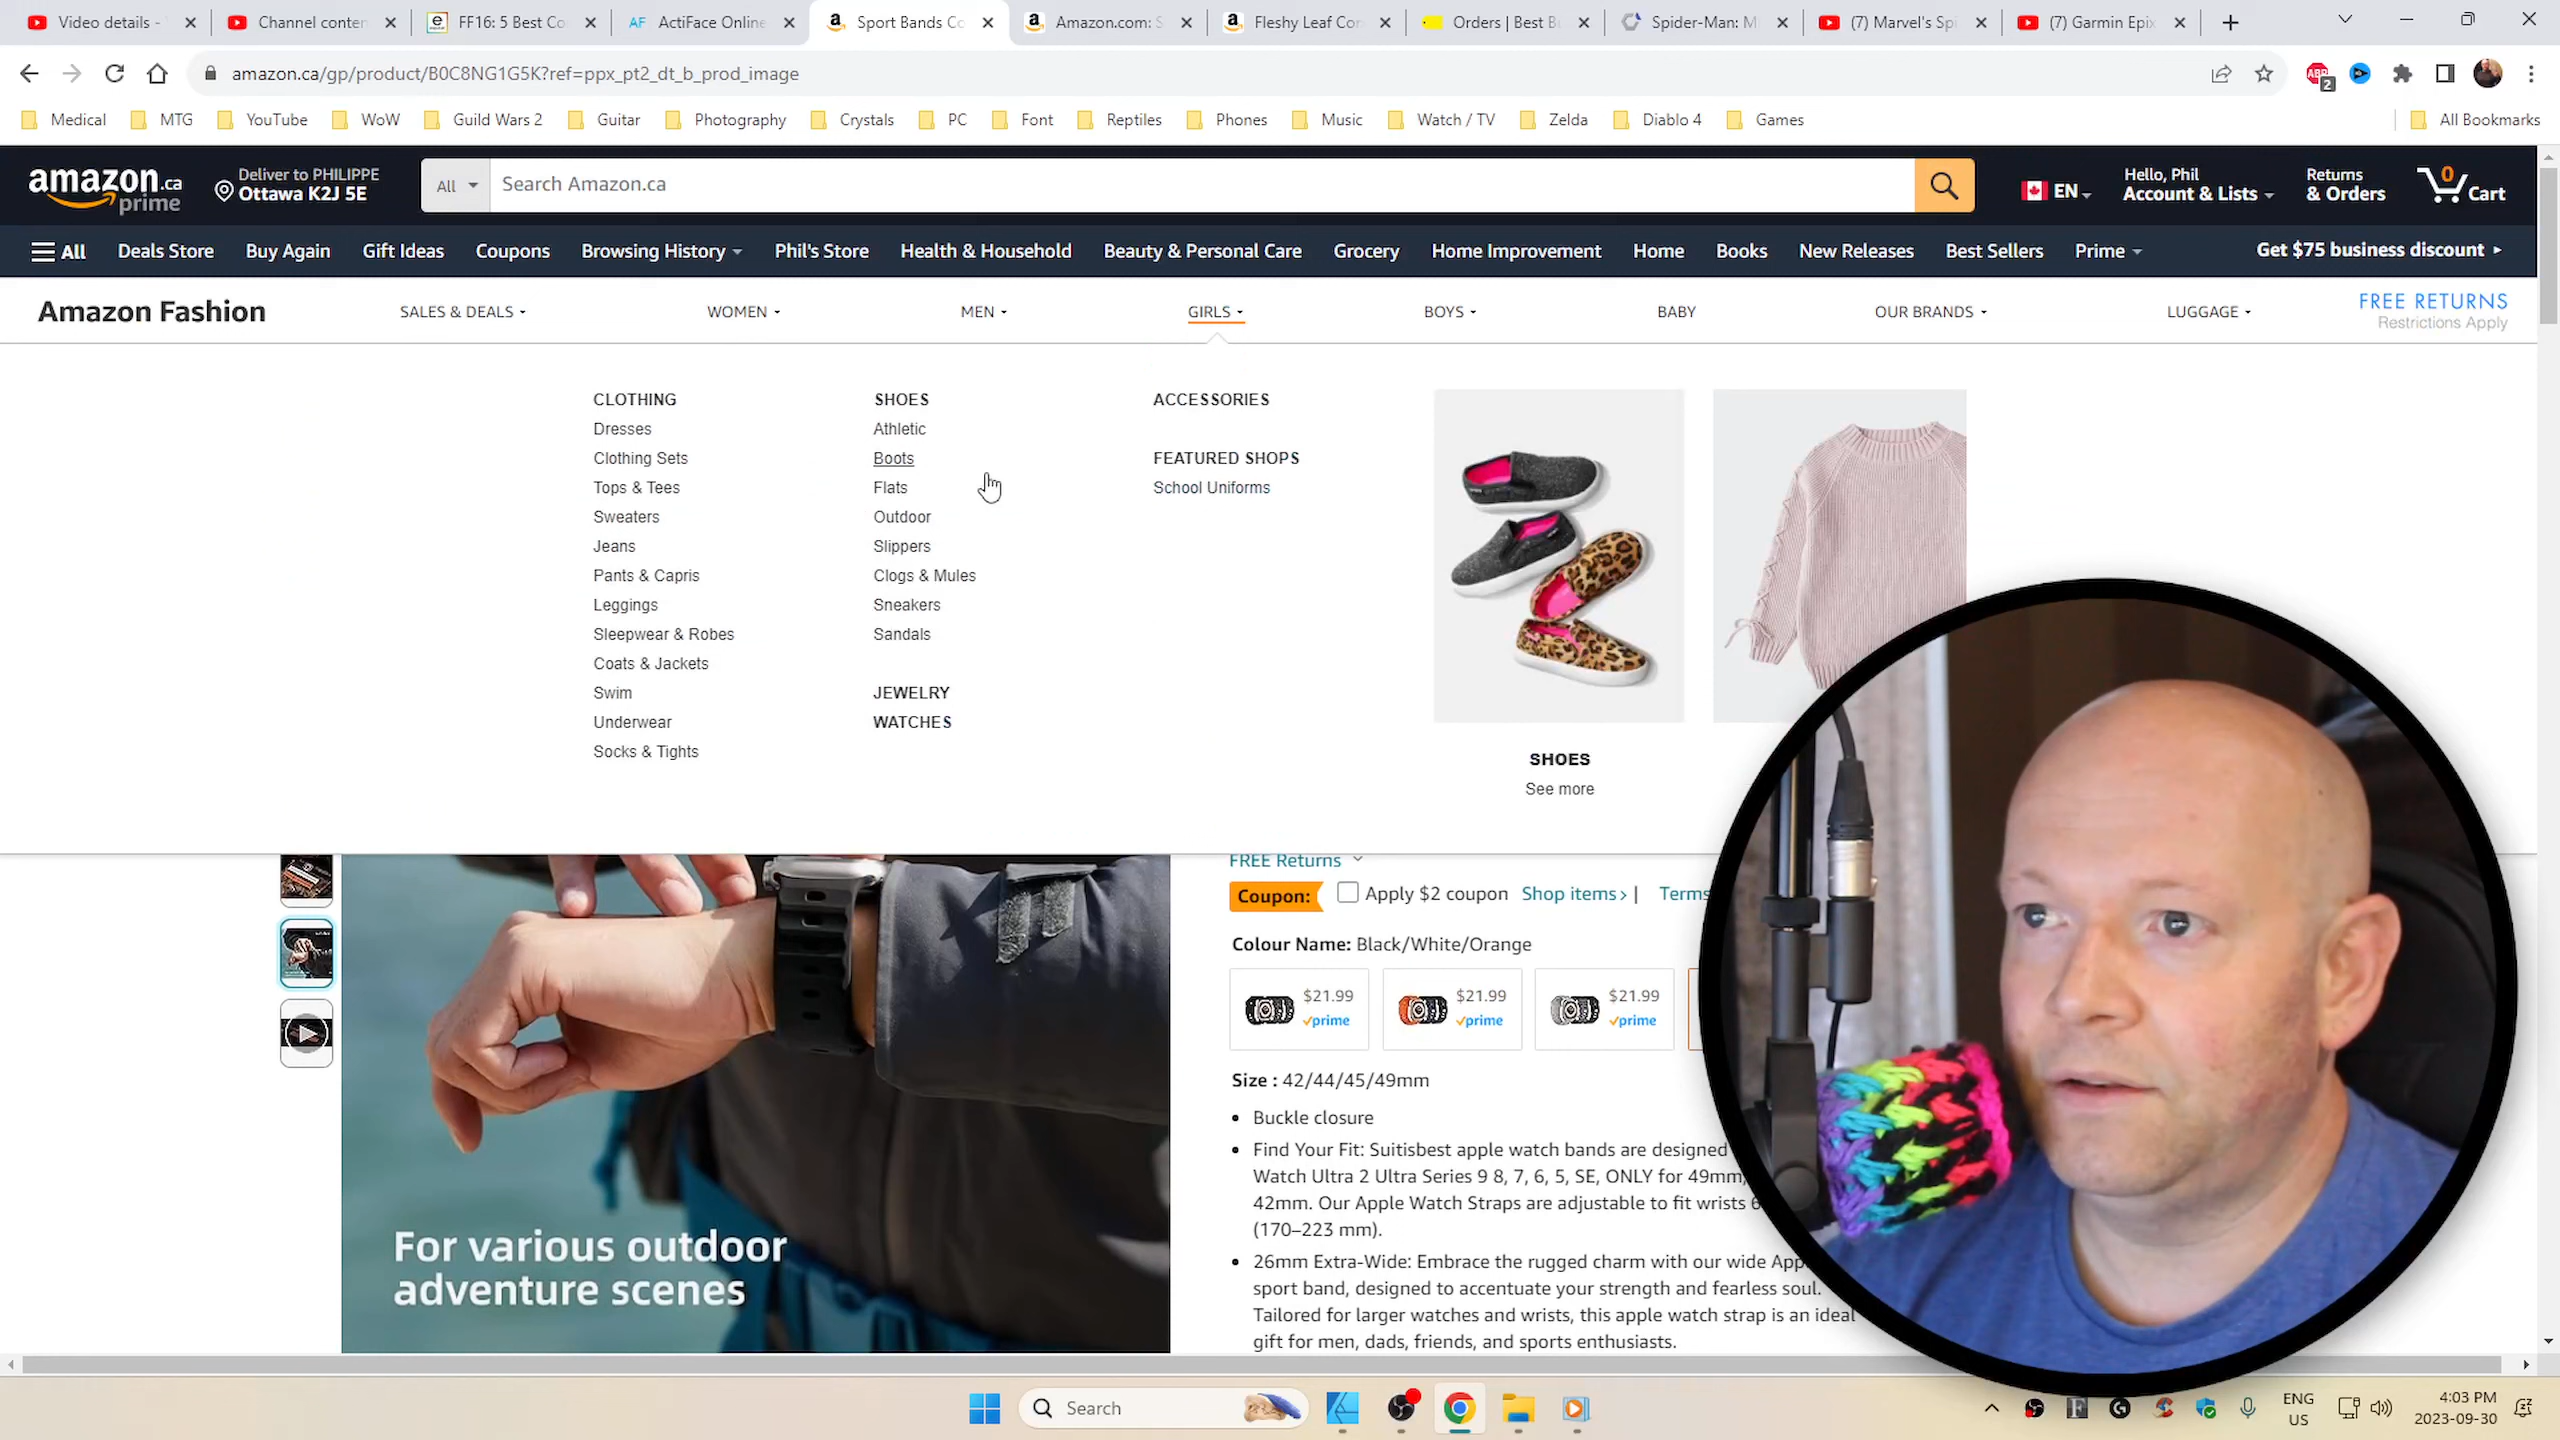 Video details -
Channel conten
FF16: 5 Best Co
ActiFace Online
Sport Bands Co
Amazon.com: S
Fleshy Leaf Con
Orders | Best Bu
Spider-Man: M
(7) Marvel's Spi
(7) Garmin Epix
amazon.ca/gp/product/B0C8NG1G5K?ref=ppx_pt2_dt_b_prod_image
ABP
2
Medical
MTG
YouTube
WoW
Guild Wars 2
Guitar
Photography
Crystals
PC
Font
Reptiles
Phones
Music
Watch / TV
Zelda
Diablo 4
Games
All Bookmarks
amazon.ca
prime
Deliver to PHILIPPE
Ottawa K2J 5E
All
Search Amazon.ca
EN
Hello, Phil
Account & Lists
Returns
& Orders
0
Cart
All
Deals Store
Buy Again
Gift Ideas
Coupons
Browsing History
Phil's Store
Health & Household
Beauty & Personal Care
Grocery
Home Improvement
Home
Books
New Releases
Best Sellers
Prime
Get $75 business discount
Amazon Fashion
SALES & DEALS
WOMEN
MEN
GIRLS
BOYS
BABY
OUR BRANDS
LUGGAGE
FREE RETURNS
Restrictions Apply
CLOTHING
Dresses
Clothing Sets
Tops & Tees
Sweaters
Jeans
Pants & Capris
Leggings
Sleepwear & Robes
Coats & Jackets
Swim
Underwear
Socks & Tights
SHOES
Athletic
Boots
Flats
Outdoor
Slippers
Clogs & Mules
Sneakers
Sandals
JEWELRY
WATCHES
ACCESSORIES
FEATURED SHOPS
School Uniforms
SHOES
See more
For various outdoor
adventure scenes
FREE Returns
Coupon: Apply $2 coupon Shop items > | Terms
Colour Name: Black/White/Orange
$21.99
prime
$21.99
prime
$21.99
prime
Size : 42/44/45/49mm
• Buckle closure
• Find Your Fit: Suitisbest apple watch bands are designed
Watch Ultra 2 Ultra Series 9 8, 7, 6, 5, SE, ONLY for 49mm,
42mm. Our Apple Watch Straps are adjustable to fit wrists 6
(170–223 mm).
• 26mm Extra-Wide: Embrace the rugged charm with our wide App
sport band, designed to accentuate your strength and fearless soul.
Tailored for larger watches and wrists, this apple watch strap is an ideal
gift for men, dads, friends, and sports enthusiasts.
Search
ENG
US
4:03 PM
2023-09-30